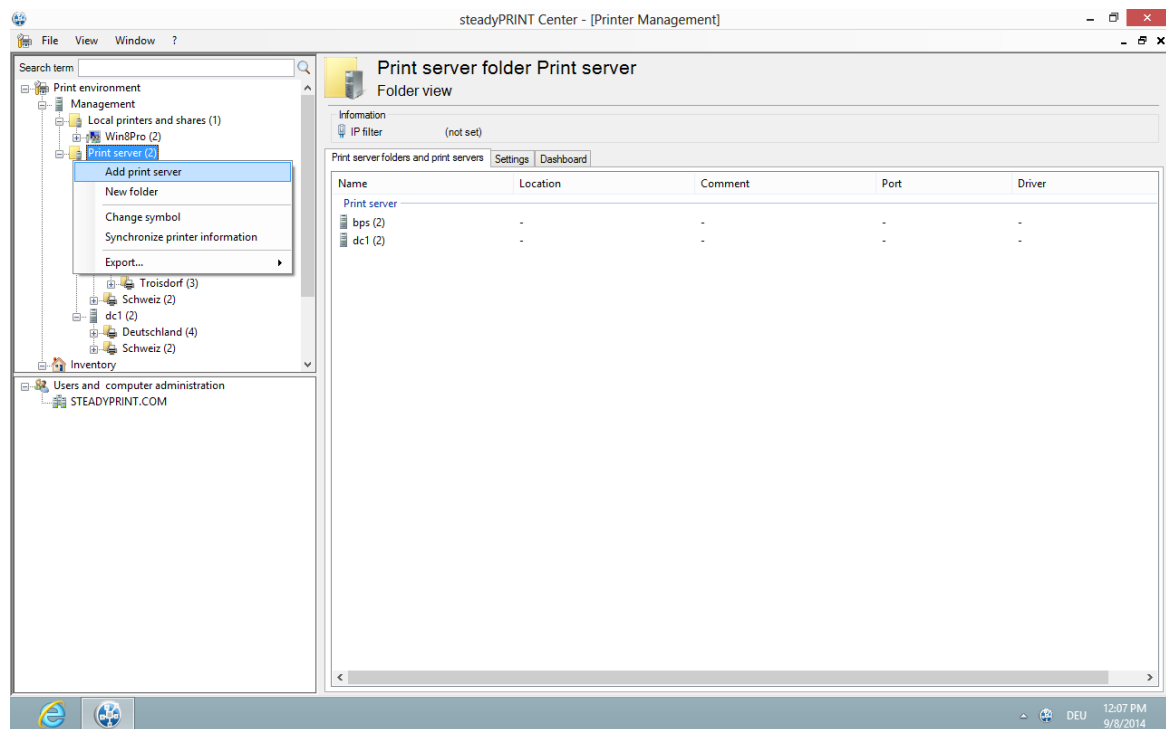 steadyPRINT Center - [Printer Management]
File View Window ?
Search term
Print environment
Management
Local printers and shares (1)
Win8Pro (2)
Print server (2)
Add print server
New folder
Change symbol
Synchronize printer information
Export...
Troisdorf (3)
Schweiz (2)
dc1 (2)
Deutschland (4)
Schweiz (2)
Inventory
Users and computer administration
STEADYPRINT.COM
Print server folder Print server
Folder view
Information
IP filter (not set)
Print server folders and print servers Settings Dashboard
Name Location Comment Port Driver
Print server
bps (2) - - - -
dc1 (2) - - - -
DEU 12:07 PM
9/8/2014